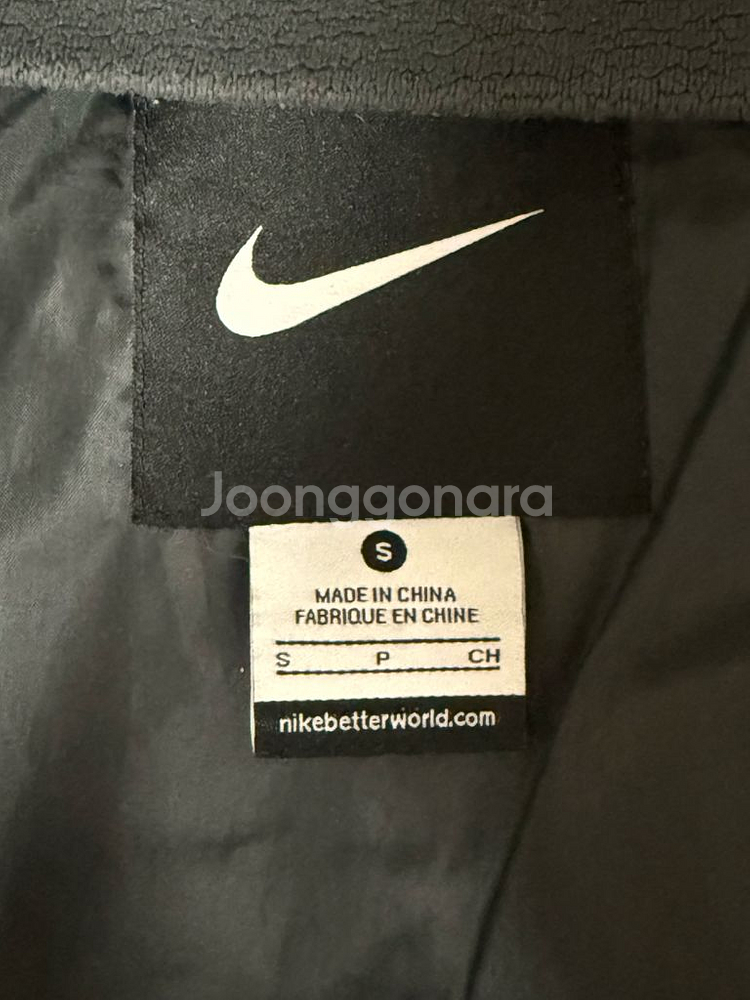 Joonggonara
S
MADE IN CHINA
FABRIQUE EN CHINE
S P CH
nikebetterworld.com